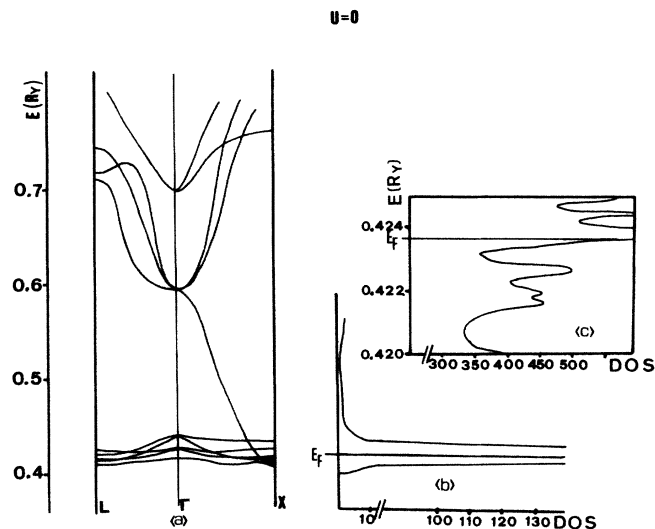 U=0
E(Ry)
0.7
0.6
0.5
0.4
L Γ X
(a)
E(Ry)
0.424
Ef
0.422
0.420
300 350 400 450 500 DOS
(c)
Ef
(b)
10 100 110 120 130 DOS